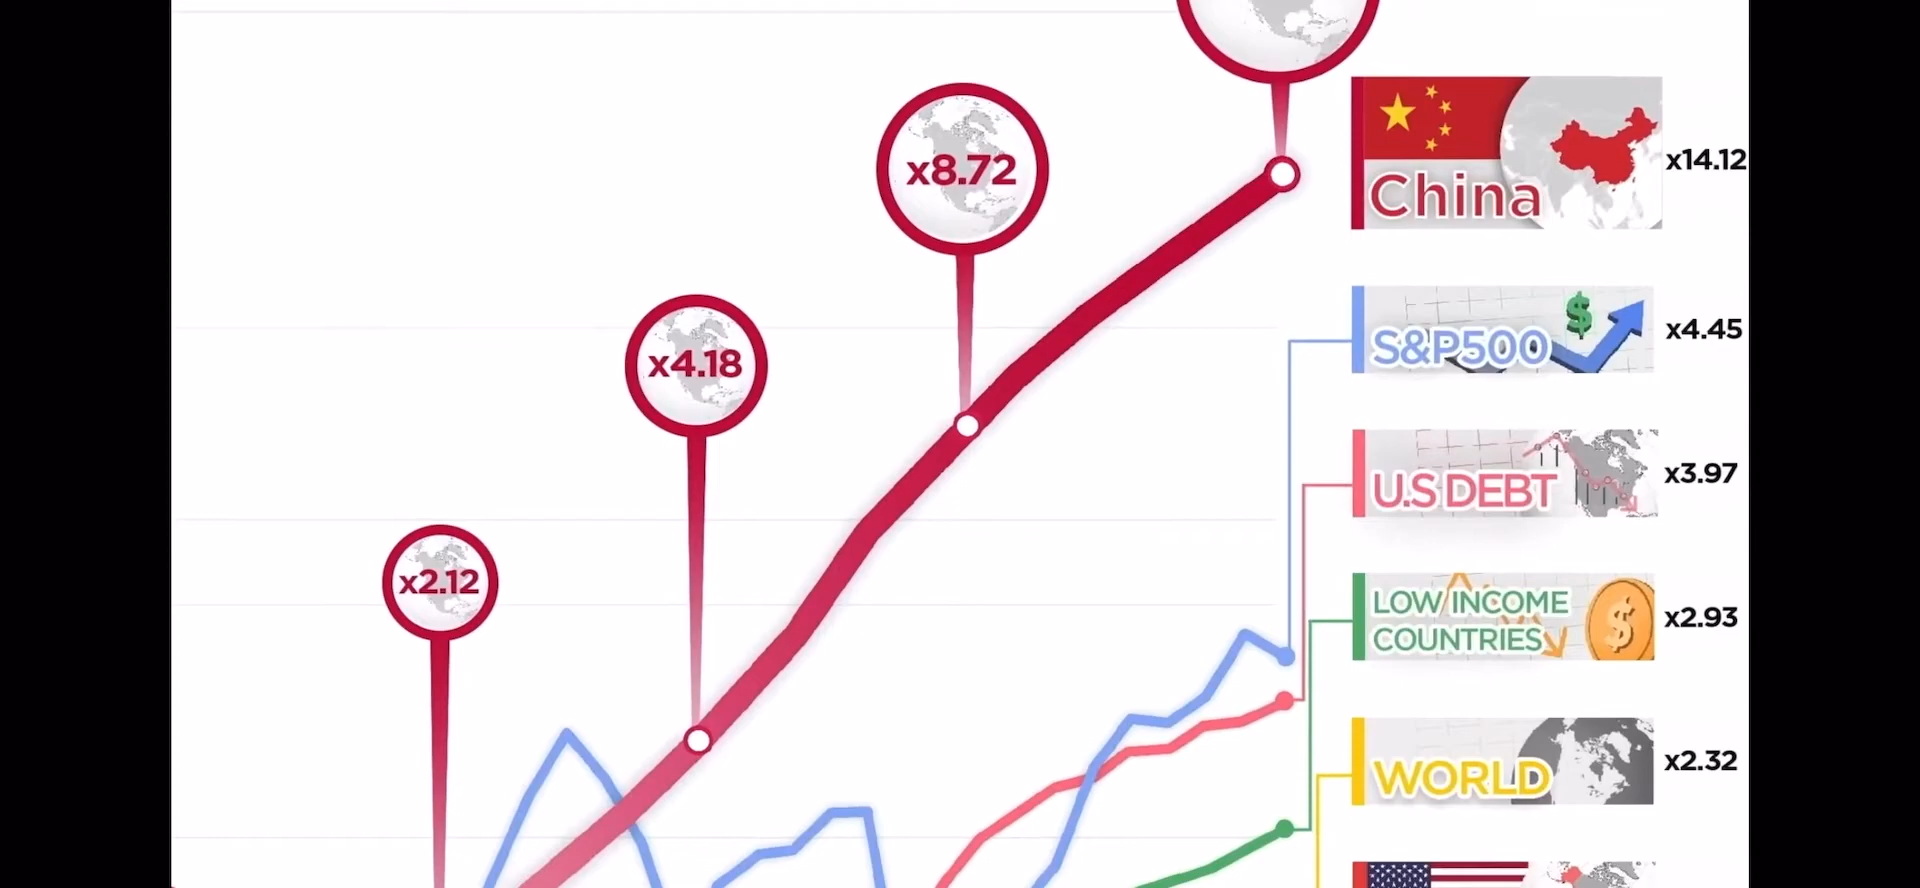 x8.72
x4.18
x2.12
China
x14.12
S&P500
x4.45
U.S DEBT
x3.97
LOW INCOME
COUNTRIES
x2.93
WORLD
x2.32